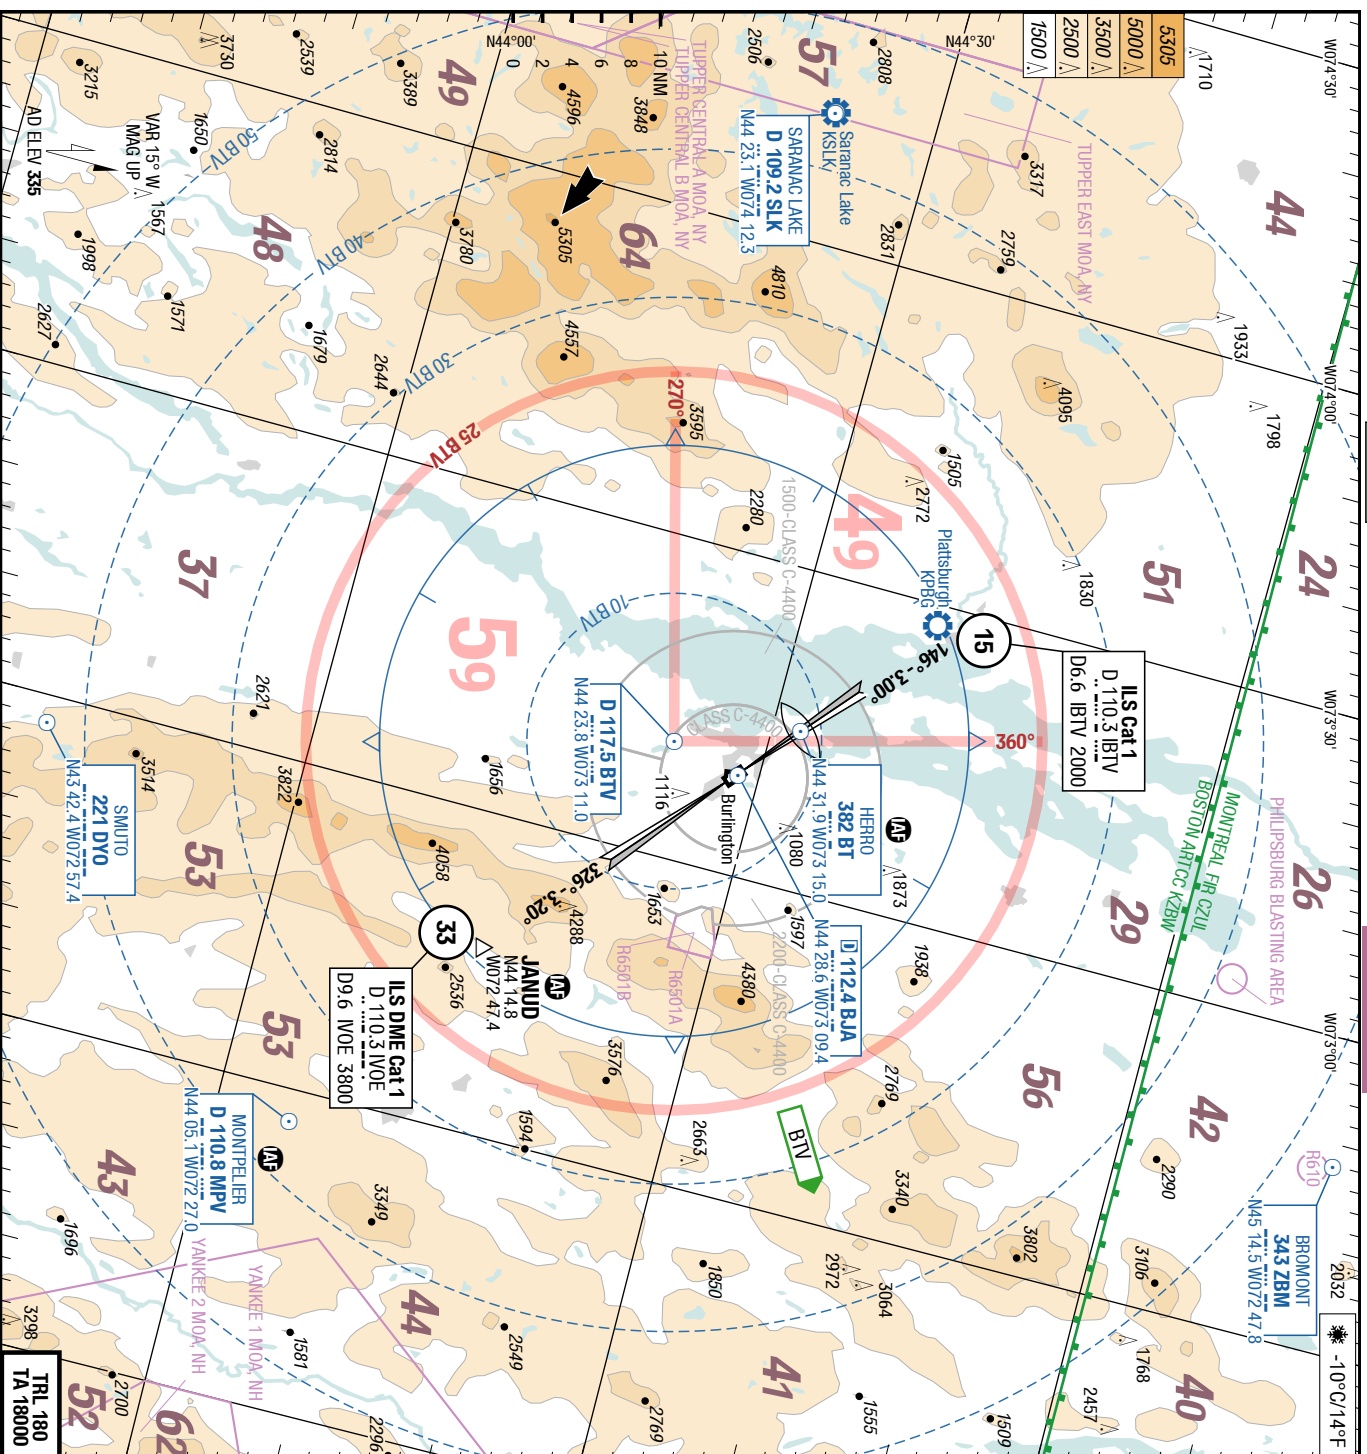 W074°30'
W074°00'
W073°30'
W073°00'
N44°00'
N44°30'
5305
5000
3500
2500
1500
0
2
4
6
8
10 NM
AD ELEV 335
VAR 15° W
MAG UP
❄ -10°C/14°F
TRL 180
TA 18000
TUPPER CENTRAL A MOA, NY
TUPPER CENTRAL B MOA, NY
TUPPER EAST MOA, NY
Saranac Lake
KSLK
SARANAC LAKE
D 109.2 SLK
N44 23.1 W074 12.3
Plattsburgh
KPBG
15
ILS Cat 1
D 110.3 IBTV
D6.6 IBTV 2000
146°-3.00°
MONTREAL FIR CZUL
BOSTON ARTCC KZBW
PHILIPSBURG BLASTING AREA
1500-CLASS C-4400
CLASS C-4400
2200-CLASS C-4400
270°
360°
10 BTV
25 BTV
30 BTV
40 BTV
50 BTV
D 117.5 BTV
N44 23.8 W073 11.0
Burlington
HERRO
382 BT
N44 31.9 W073 15.0
IAF
D 112.4 BJA
N44 28.6 W073 09.4
326°-3.20°
33
IAF
JANUD
N44 14.8
W072 47.4
ILS DME Cat 1
D 110.3 IVOE
D9.6 IVOE 3800
R6501A
R6501B
BTV
R610
BROMONT
343 ZBM
N45 14.5 W072 47.8
SMUTO
221 DYO
N43 42.4 W072 57.4
MONTPELIER
D 110.8 MPV
N44 05.1 W072 27.0
IAF
YANKEE 1 MOA, NH
YANKEE 2 MOA, NH
49
57
44
48
64
49
51
24
37
59
26
29
53
53
56
42
43
44
41
40
52
62
1710
2808
2506
3848
4596
3389
2539
3730
3215
1650
2814
3317
2759
2831
4810
5305
3780
1567
1998
1571
1679
2627
2644
4557
3595
1933
4095
1798
1505
2772
2280
1830
1656
1116
2621
3514
3822
4058
4288
1653
1080
1873
1597
1938
4380
2536
3576
1594
2663
2769
3340
2290
3802
3106
2032
3349
1696
1850
2972
3064
1768
2457
2549
1581
3298
2700
2296
2769
1555
1509